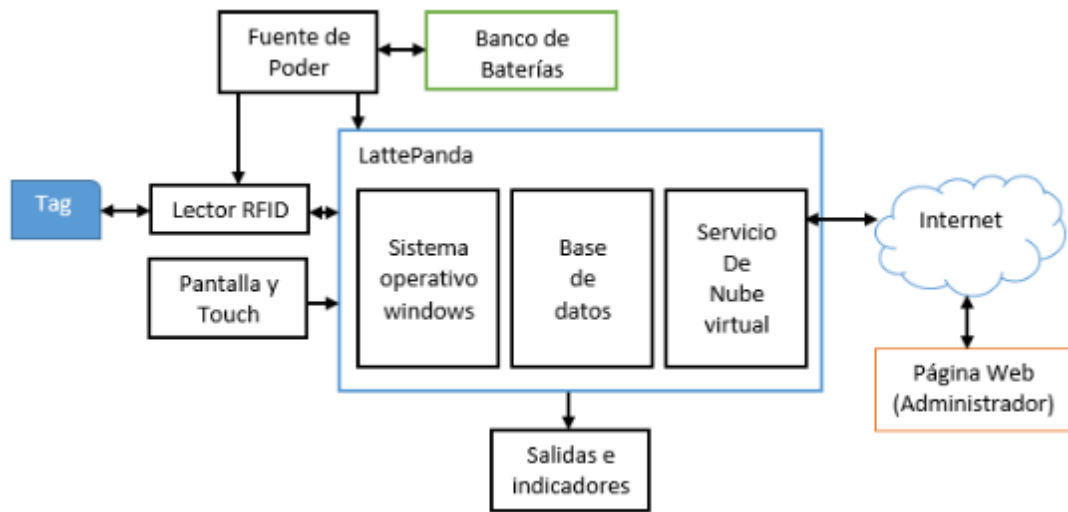 Fuente de
Poder
Banco de
Baterías
LattePanda
Tag
Lector RFID
Pantalla y
Touch
Sistema
operativo
windows
Base
de
datos
Servicio
De
Nube
virtual
Internet
Página Web
(Administrador)
Salidas e
indicadores